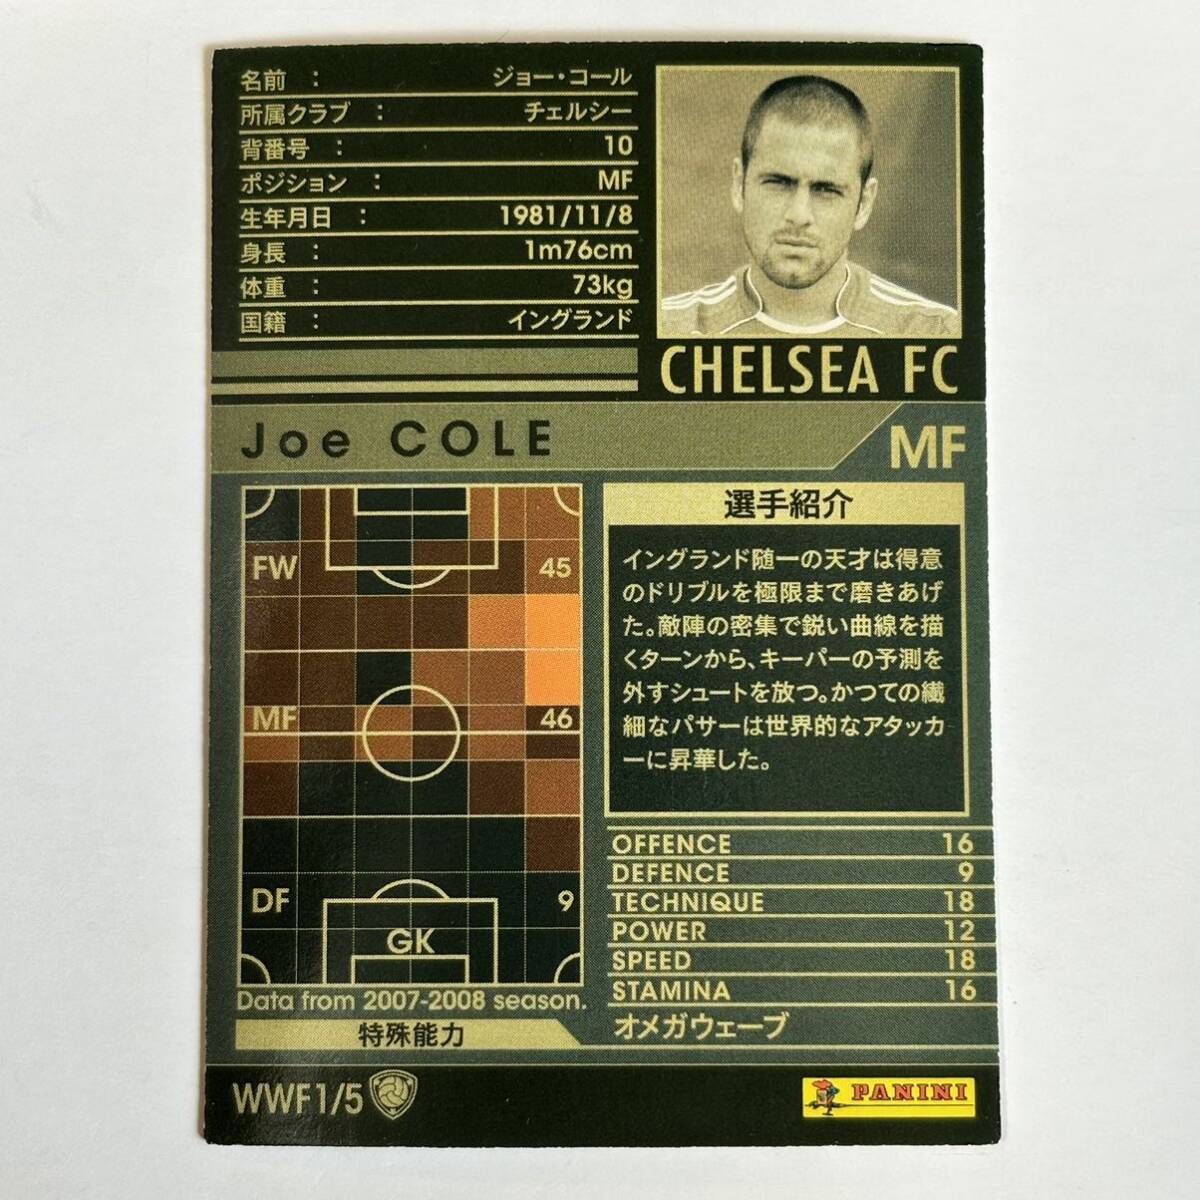 名前 : ジョー・コール
所属クラブ : チェルシー
背番号 : 10
ポジション : MF
生年月日 : 1981/11/8
身長 : 1m76cm
体重 : 73kg
国籍 : イングランド
CHELSEA FC
Joe COLE
MF
FW 45
MF 46
DF 9
GK
Data from 2007-2008 season.
特殊能力
選手紹介
イングランド随一の天才は得意
のドリブルを極限まで磨きあげ
た。敵陣の密集で鋭い曲線を描
くターンから、キーパーの予測を
外すシュートを放つ。かつての繊
細なパサーは世界的なアタッカ
ーに昇華した。
OFFENCE 16
DEFENCE 9
TECHNIQUE 18
POWER 12
SPEED 18
STAMINA 16
オメガウェーブ
WWF1/5
PANINI